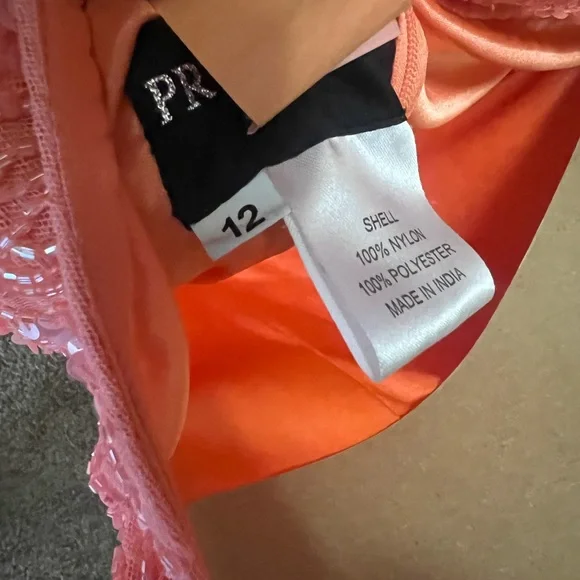 PR
12
SHELL
100% NYLON
100% POLYESTER
MADE IN INDIA